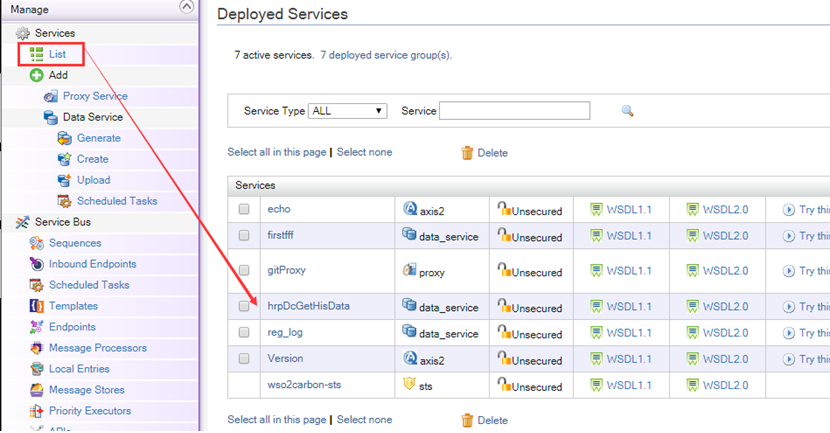 Manage
Services
List
Add
Proxy Service
Data Service
Generate
Create
Upload
Scheduled Tasks
Service Bus
Sequences
Inbound Endpoints
Scheduled Tasks
Templates
Endpoints
Message Processors
Local Entries
Message Stores
Priority Executors
APIs
Deployed Services
7 active services. 7 deployed service group(s).
Service Type ALL Service
Select all in this page | Select none Delete
Services
echo axis2 Unsecured WSDL1.1 WSDL2.0 Try this
firstfff data_service Unsecured WSDL1.1 WSDL2.0 Try this
gitProxy proxy Unsecured WSDL1.1 WSDL2.0 Try this
hrpDcGetHisData data_service Unsecured WSDL1.1 WSDL2.0 Try this
reg_log data_service Unsecured WSDL1.1 WSDL2.0 Try this
Version axis2 Unsecured WSDL1.1 WSDL2.0 Try this
wso2carbon-sts sts Unsecured WSDL1.1 WSDL2.0
Select all in this page | Select none Delete